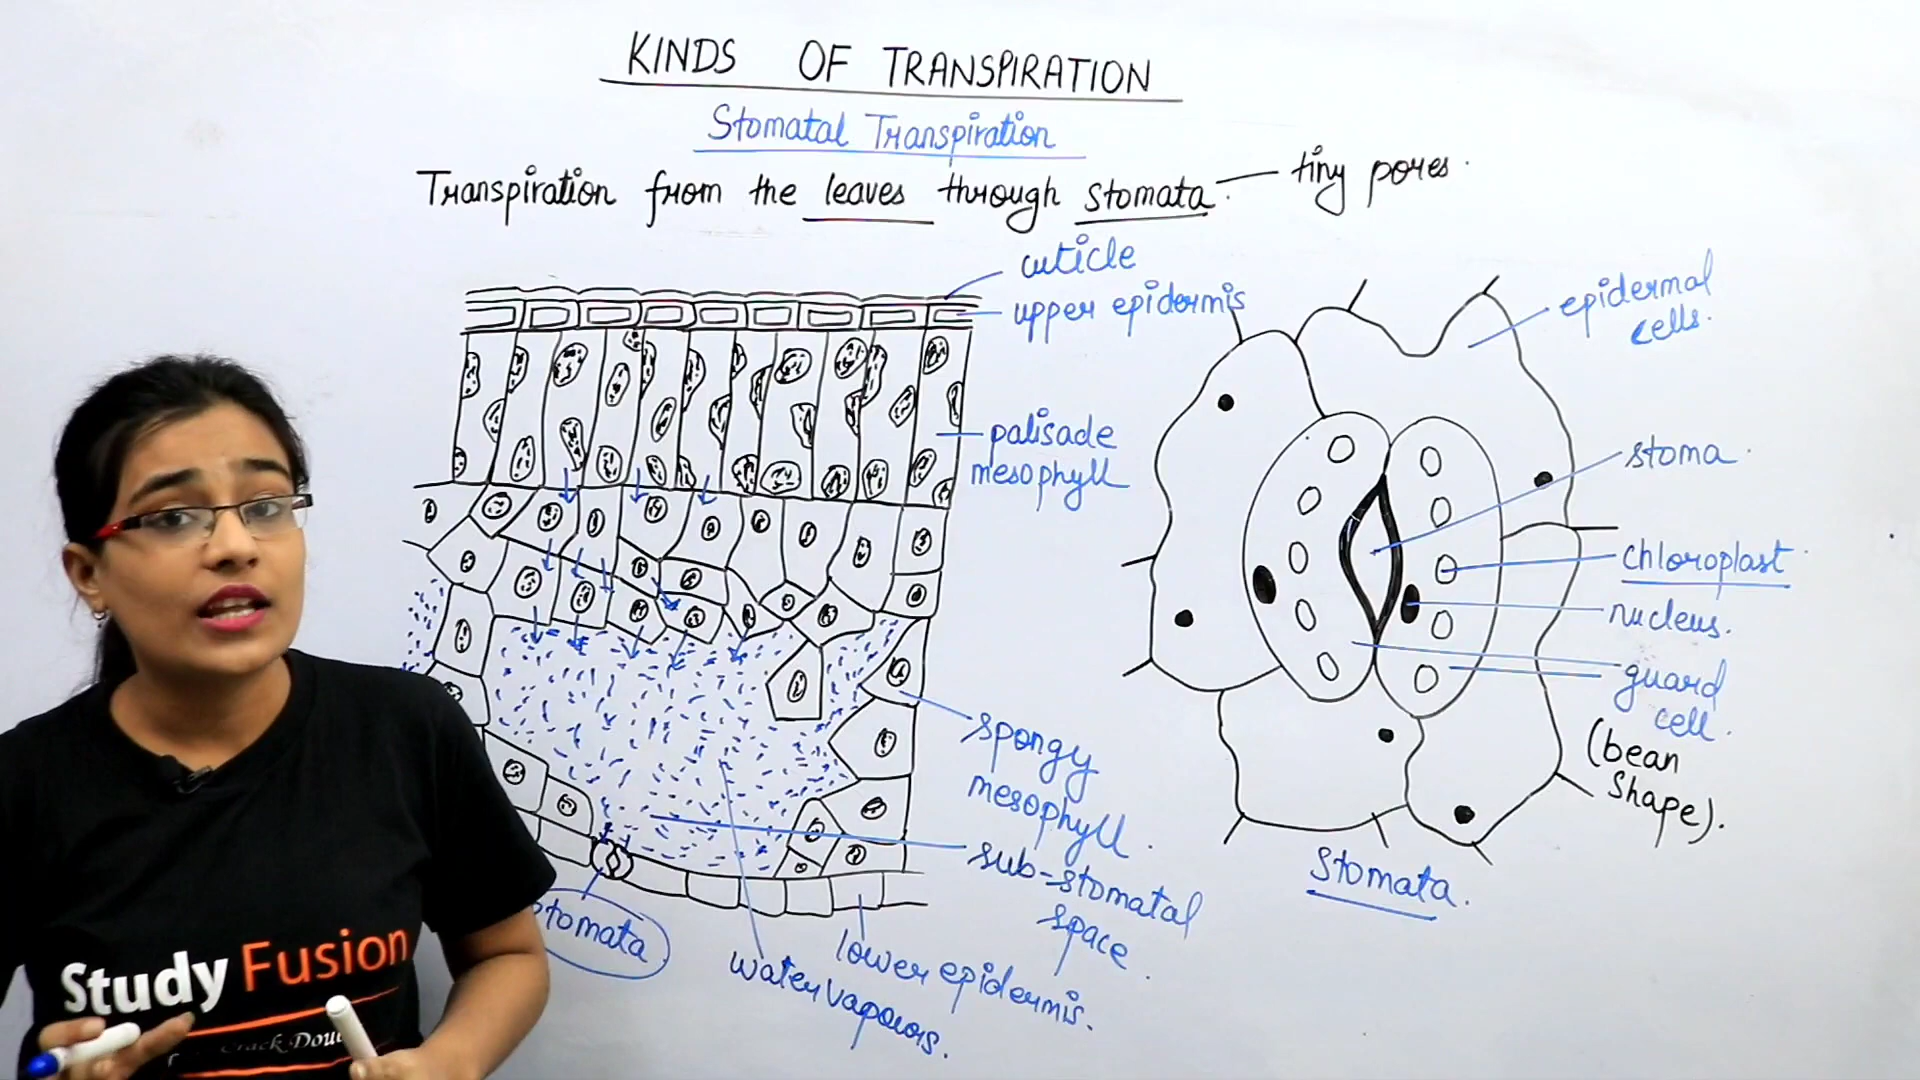 KINDS OF TRANSPIRATION
Stomatal Transpiration
Transpiration from the leaves through stomata. — tiny pores.
cuticle
upper epidermis
palisade
mesophyll
spongy
mesophyll.
sub-stomatal
space.
lower epidermis.
water vapours.
stomata
epidermal
cells.
stoma.
chloroplast
nucleus.
guard
cell.
(bean
shape).
Stomata.
Study Fusion
Crack